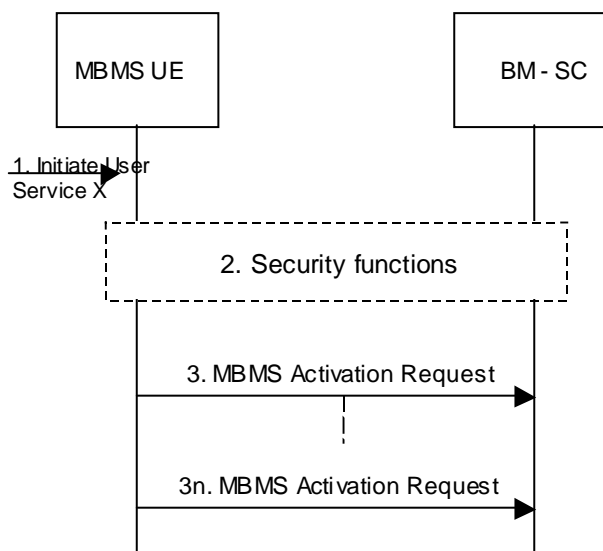 MBMS UE
BM - SC
1. Initiate User
Service X
2. Security functions
3. MBMS Activation Request
3n. MBMS Activation Request